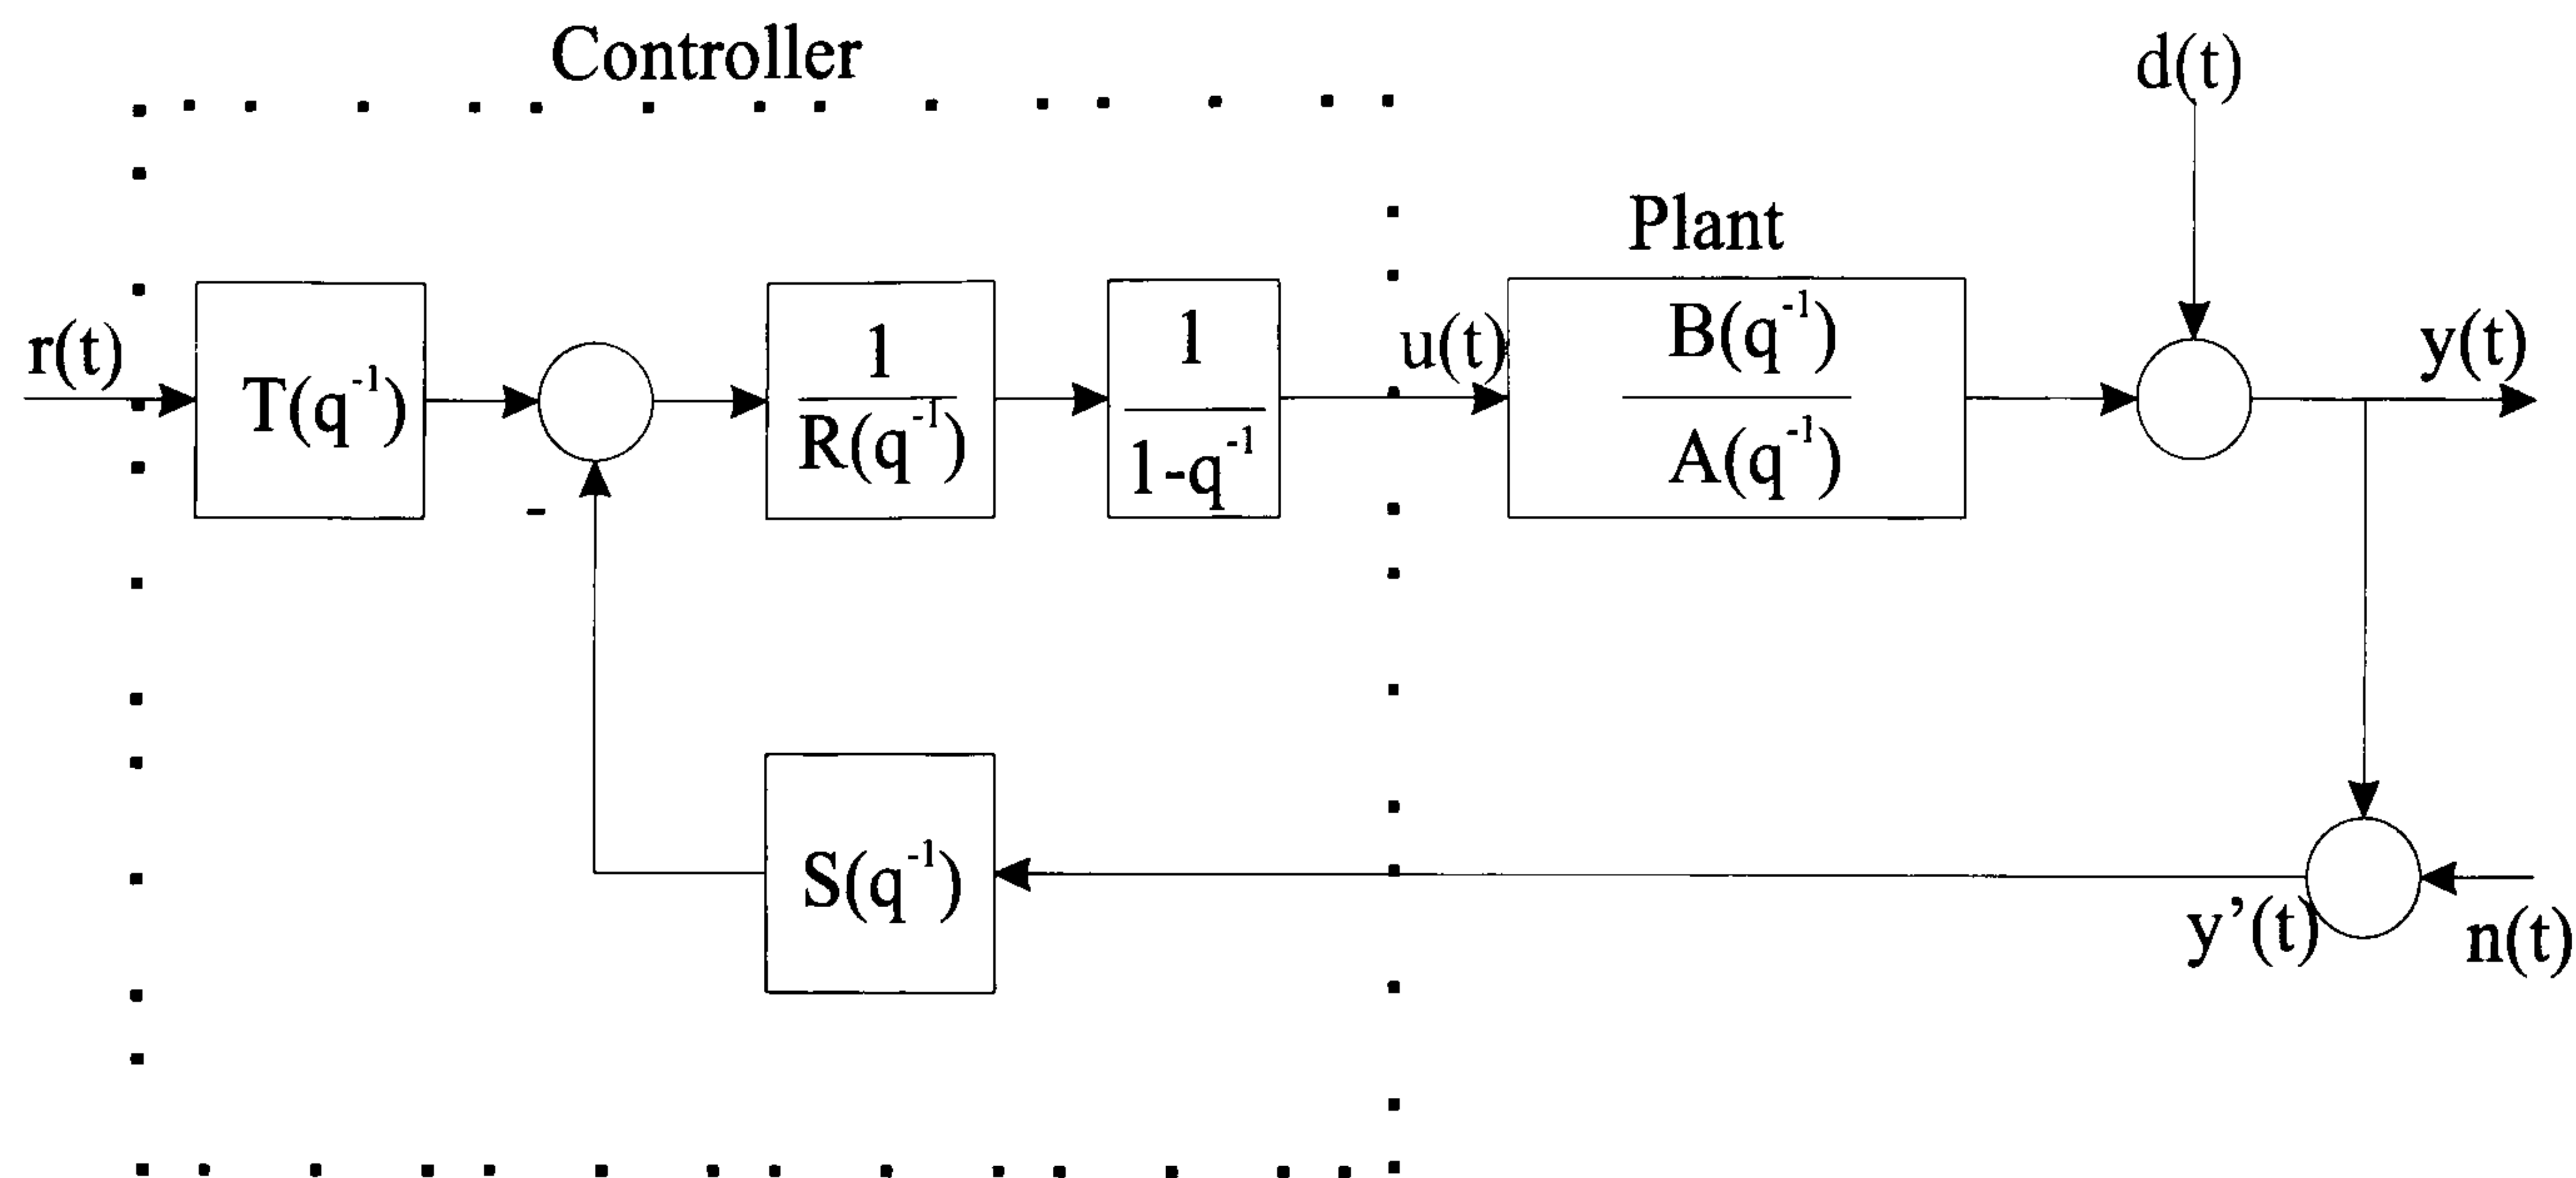 Controller
d(t)
Plant
r(t)
T(q⁻¹)
-
1
R(q⁻¹)
1
1-q⁻¹
u(t)
B(q⁻¹)
A(q⁻¹)
y(t)
S(q⁻¹)
y’(t)
n(t)